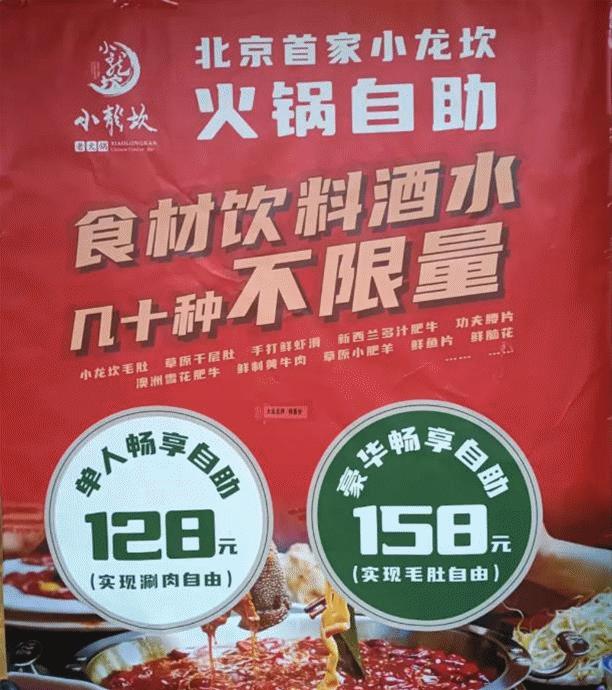 小龙坎
小龙坎
老火锅 XIAOLONGKAN
北京首家小龙坎
火锅自助
食材饮料酒水
几十种不限量
小龙坎毛肚 草原千层肚 手打鲜虾滑 新西兰多汁肥牛 功夫腰片
澳洲雪花肥牛 鲜制黄牛肉 草原小肥羊 鲜鱼片 鲜脑花
…… ……
单人畅享自助
128元
(实现涮肉自由)
豪华畅享自助
158元
(实现毛肚自由)